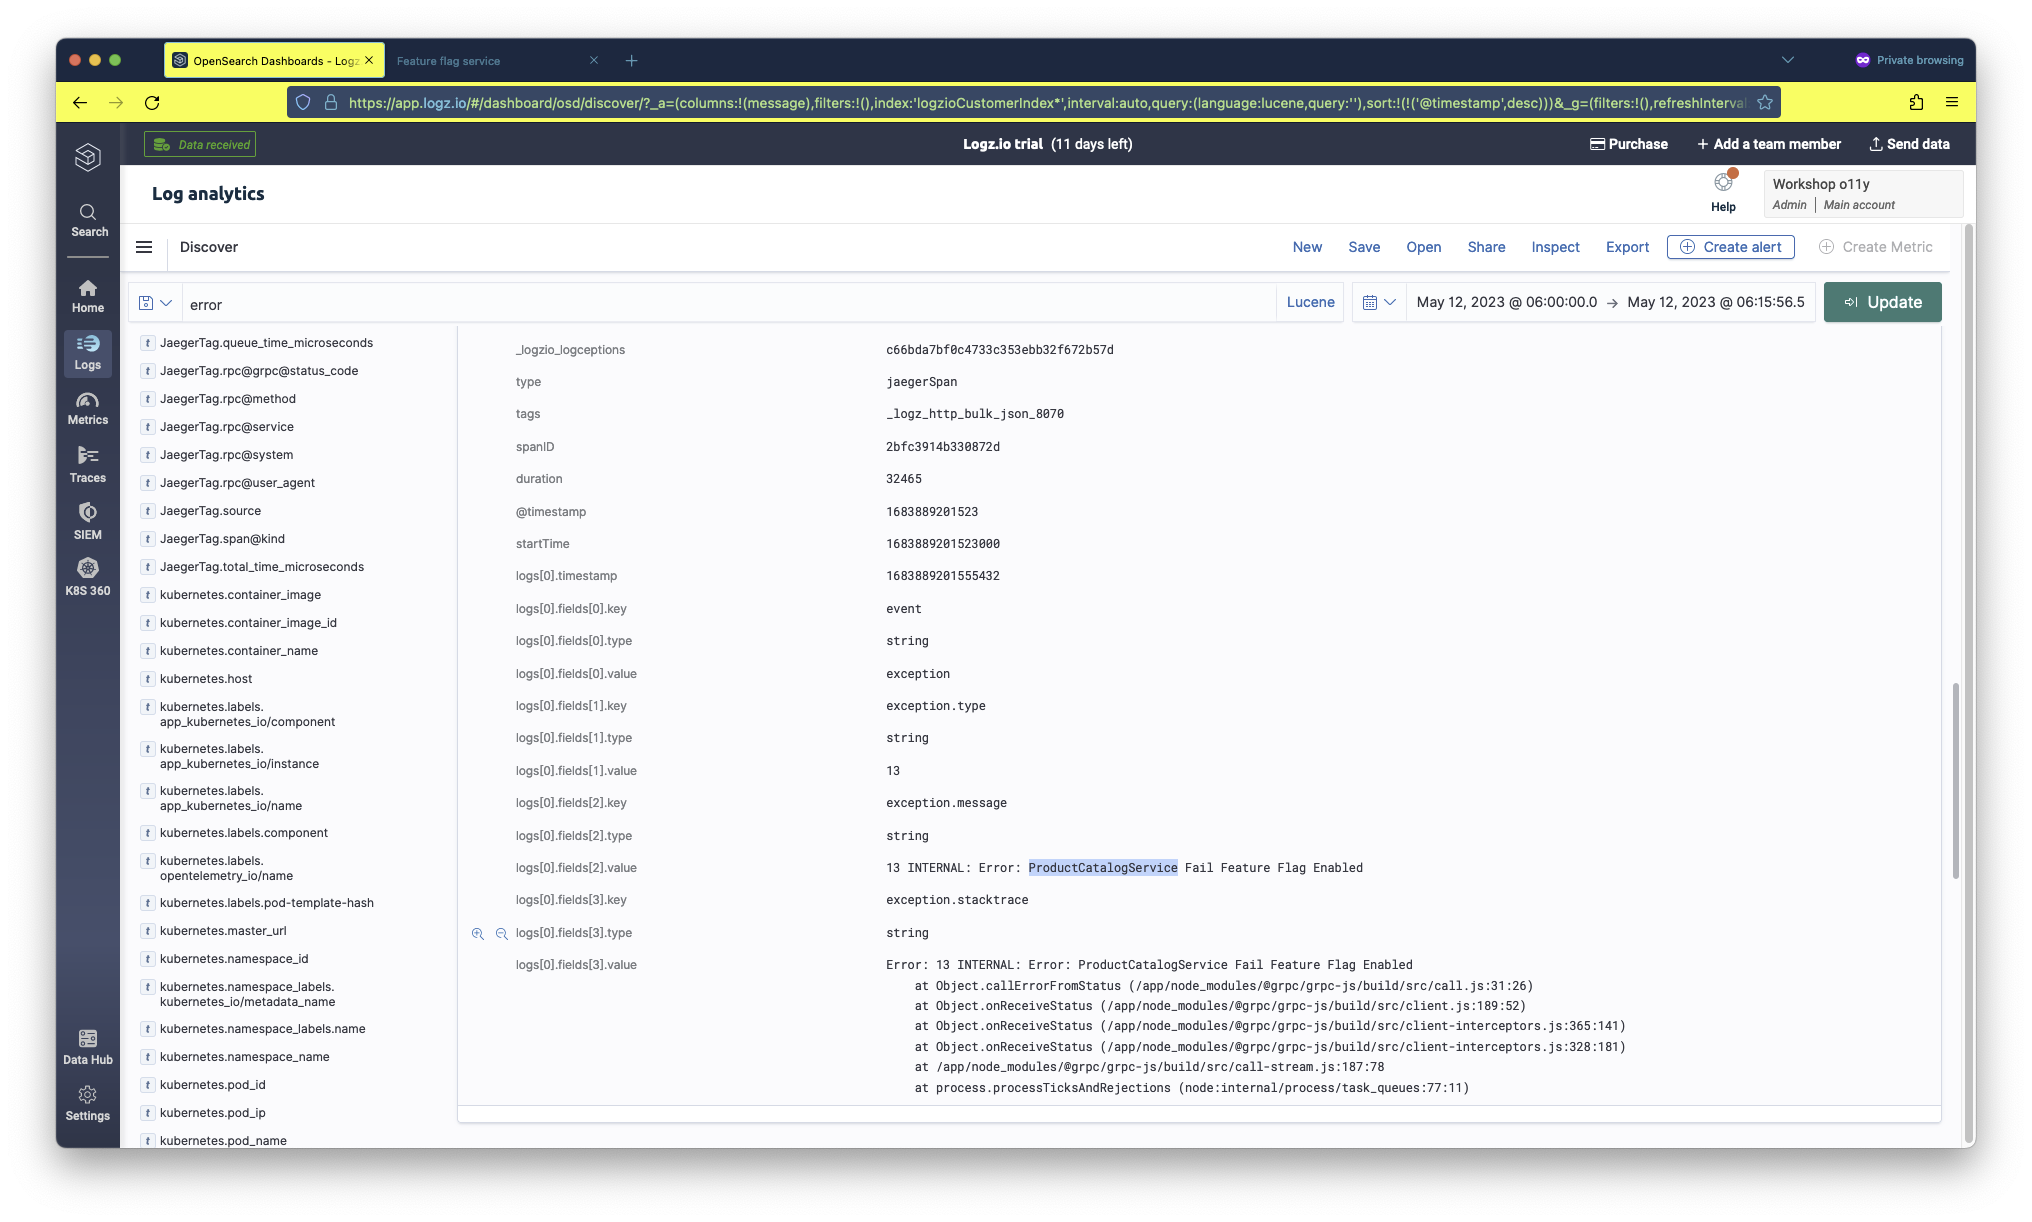 OpenSearch Dashboards - Logz
Feature flag service
Private browsing
https://app.logz.io/#/dashboard/osd/discover/?_a=(columns:!(message),filters:!(),index:'logzioCustomerIndex*',interval:auto,query:(language:lucene,query:''),sort:!(!('@timestamp',desc)))&_g=(filters:!(),refreshInterva
Data received
Logz.io trial (11 days left)
Purchase
Add a team member
Send data
Log analytics
Help
Workshop o11y
Admin | Main account
Search
Home
Logs
Metrics
Traces
SIEM
K8S 360
Data Hub
Settings
Discover
New
Save
Open
Share
Inspect
Export
Create alert
Create Metric
error
Lucene
May 12, 2023 @ 06:00:00.0 → May 12, 2023 @ 06:15:56.5
Update
t JaegerTag.queue_time_microseconds
t JaegerTag.rpc@grpc@status_code
t JaegerTag.rpc@method
t JaegerTag.rpc@service
t JaegerTag.rpc@system
t JaegerTag.rpc@user_agent
t JaegerTag.source
t JaegerTag.span@kind
t JaegerTag.total_time_microseconds
t kubernetes.container_image
t kubernetes.container_image_id
t kubernetes.container_name
t kubernetes.host
t kubernetes.labels.
app_kubernetes_io/component
t kubernetes.labels.
app_kubernetes_io/instance
t kubernetes.labels.
app_kubernetes_io/name
t kubernetes.labels.component
t kubernetes.labels.
opentelemetry_io/name
t kubernetes.labels.pod-template-hash
t kubernetes.master_url
t kubernetes.namespace_id
t kubernetes.namespace_labels.
kubernetes_io/metadata_name
t kubernetes.namespace_labels.name
t kubernetes.namespace_name
t kubernetes.pod_id
t kubernetes.pod_ip
t kubernetes.pod_name
_logzio_logceptions c66bda7bf0c4733c353ebb32f672b57d
type jaegerSpan
tags _logz_http_bulk_json_8070
spanID 2bfc3914b330872d
duration 32465
@timestamp 1683889201523
startTime 1683889201523000
logs[0].timestamp 1683889201555432
logs[0].fields[0].key event
logs[0].fields[0].type string
logs[0].fields[0].value exception
logs[0].fields[1].key exception.type
logs[0].fields[1].type string
logs[0].fields[1].value 13
logs[0].fields[2].key exception.message
logs[0].fields[2].type string
logs[0].fields[2].value 13 INTERNAL: Error: ProductCatalogService Fail Feature Flag Enabled
logs[0].fields[3].key exception.stacktrace
logs[0].fields[3].type string
logs[0].fields[3].value Error: 13 INTERNAL: Error: ProductCatalogService Fail Feature Flag Enabled
at Object.callErrorFromStatus (/app/node_modules/@grpc/grpc-js/build/src/call.js:31:26)
at Object.onReceiveStatus (/app/node_modules/@grpc/grpc-js/build/src/client.js:189:52)
at Object.onReceiveStatus (/app/node_modules/@grpc/grpc-js/build/src/client-interceptors.js:365:141)
at Object.onReceiveStatus (/app/node_modules/@grpc/grpc-js/build/src/client-interceptors.js:328:181)
at /app/node_modules/@grpc/grpc-js/build/src/call-stream.js:187:78
at process.processTicksAndRejections (node:internal/process/task_queues:77:11)